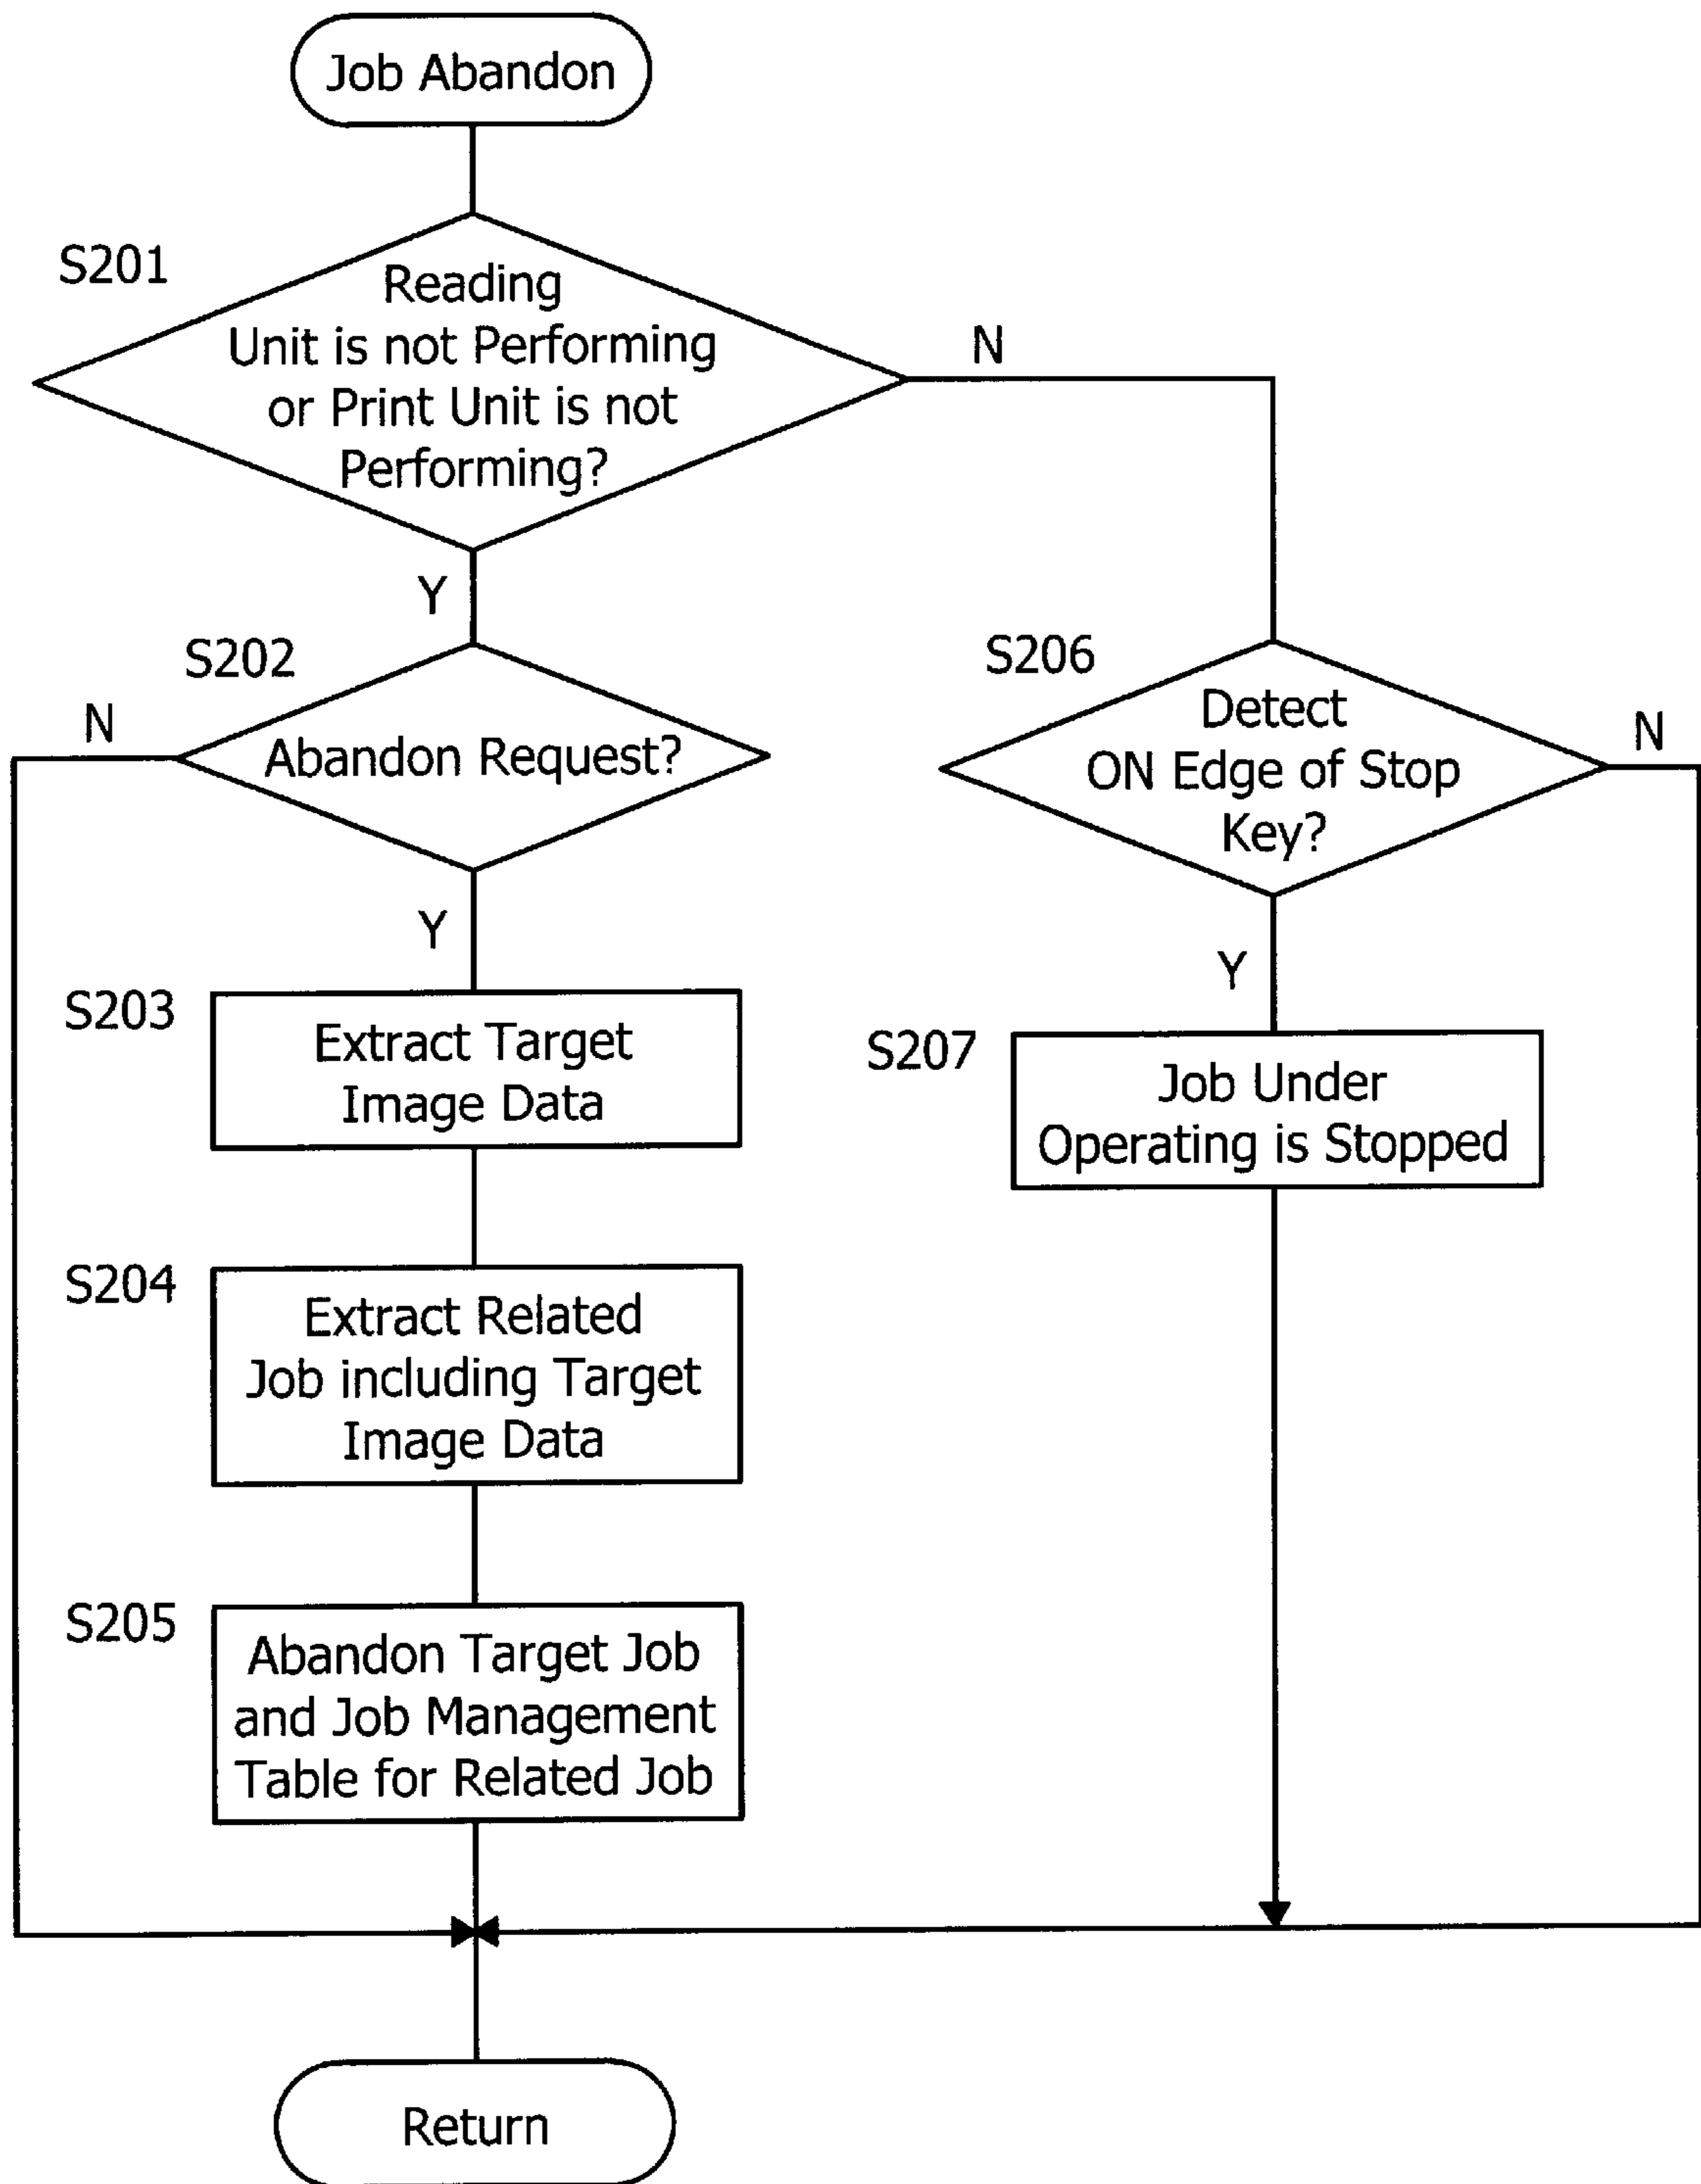 Job Abandon
S201
Reading
Unit is not Performing
or Print Unit is not
Performing?
N
Y
S202
N
Abandon Request?
Y
S203
Extract Target
Image Data
S204
Extract Related
Job including Target
Image Data
S205
Abandon Target Job
and Job Management
Table for Related Job
S206
Detect
ON Edge of Stop
Key?
N
Y
S207
Job Under
Operating is Stopped
Return